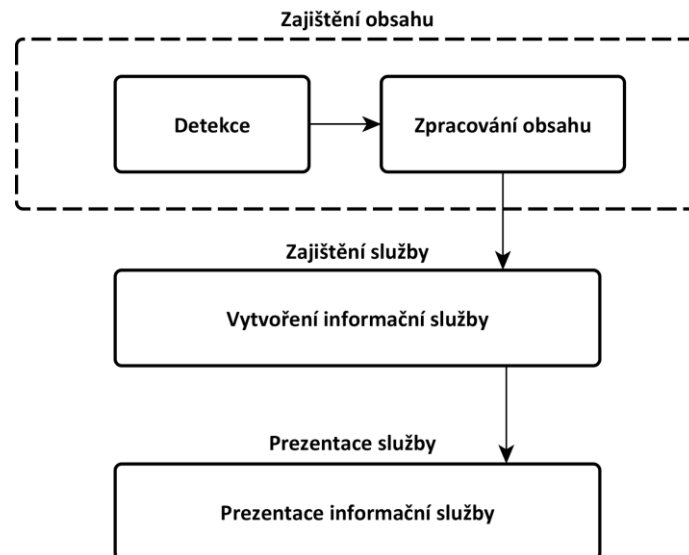 Zajištění obsahu
Detekce
Zpracování obsahu
Zajištění služby
Vytvoření informační služby
Prezentace služby
Prezentace informační služby